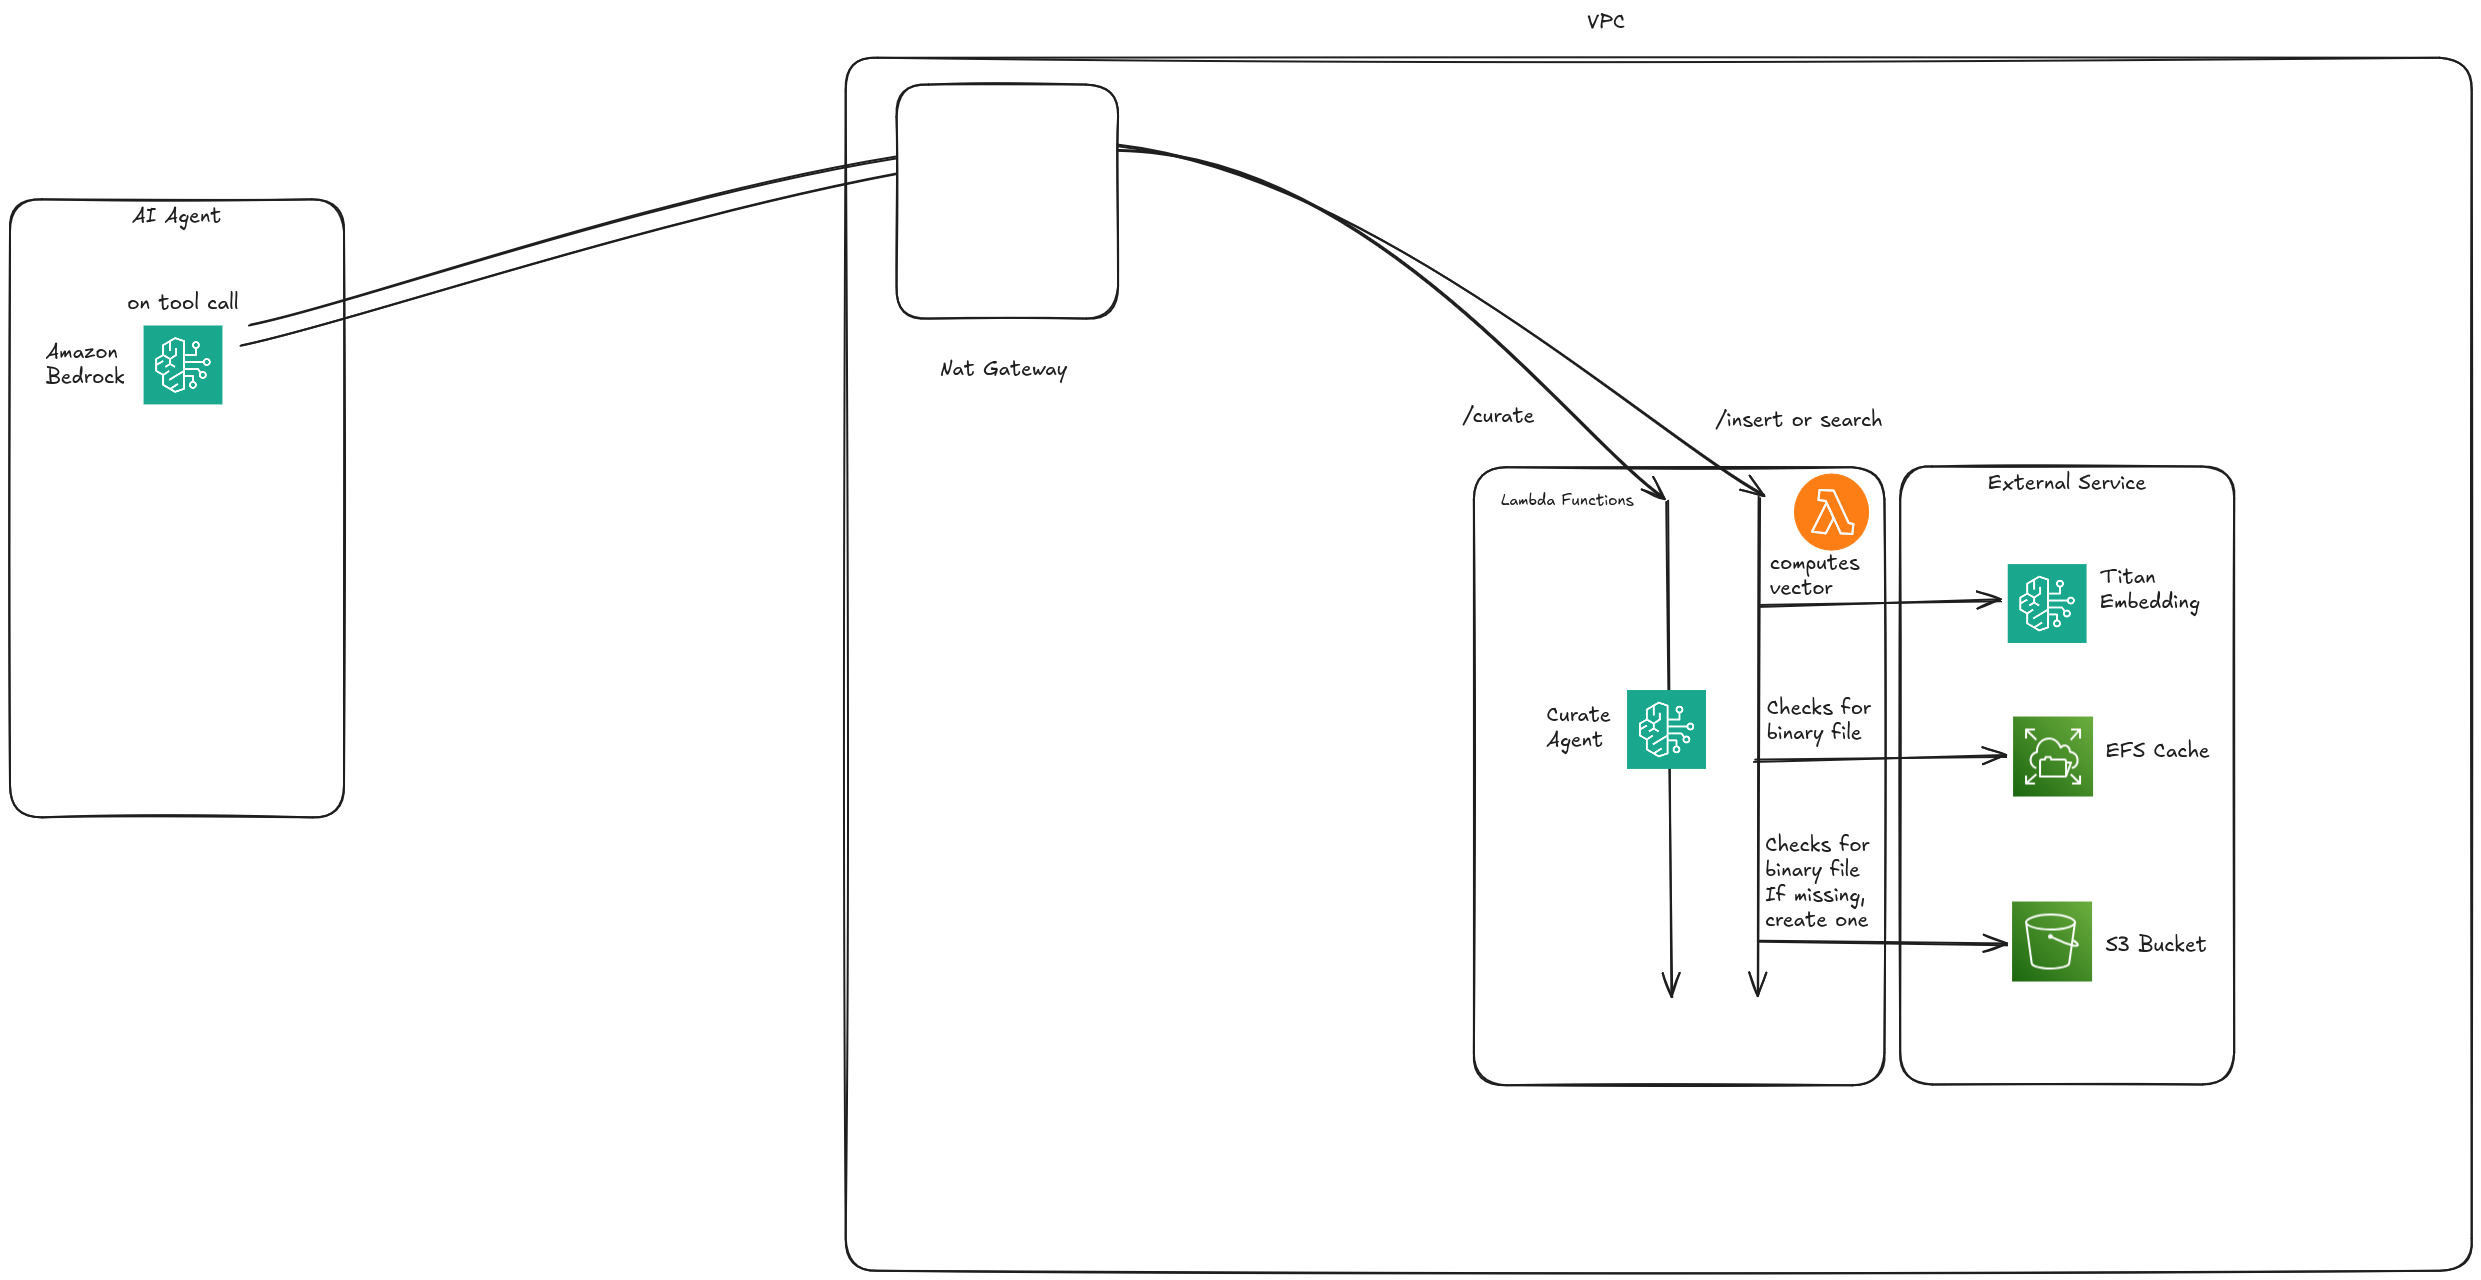 VPC
AI Agent
on tool call
Amazon
Bedrock
Nat Gateway
/curate
/insert or search
Lambda Functions
computes
vector
Curate
Agent
Checks for
binary file
Checks for
binary file
If missing,
create one
External Service
Titan
Embedding
EFS Cache
S3 Bucket